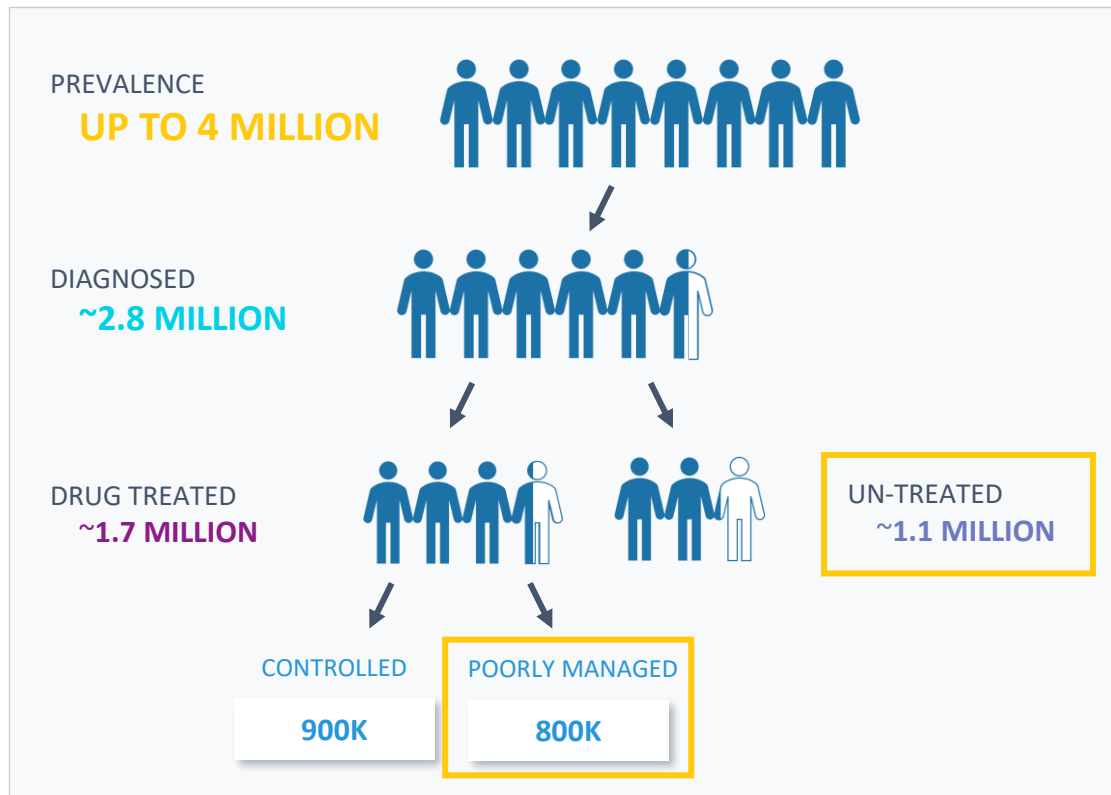 PREVALENCE
UP TO 4 MILLION
DIAGNOSED
~2.8 MILLION
DRUG TREATED
~1.7 MILLION
UN-TREATED
~1.1 MILLION
CONTROLLED
900K
POORLY MANAGED
800K